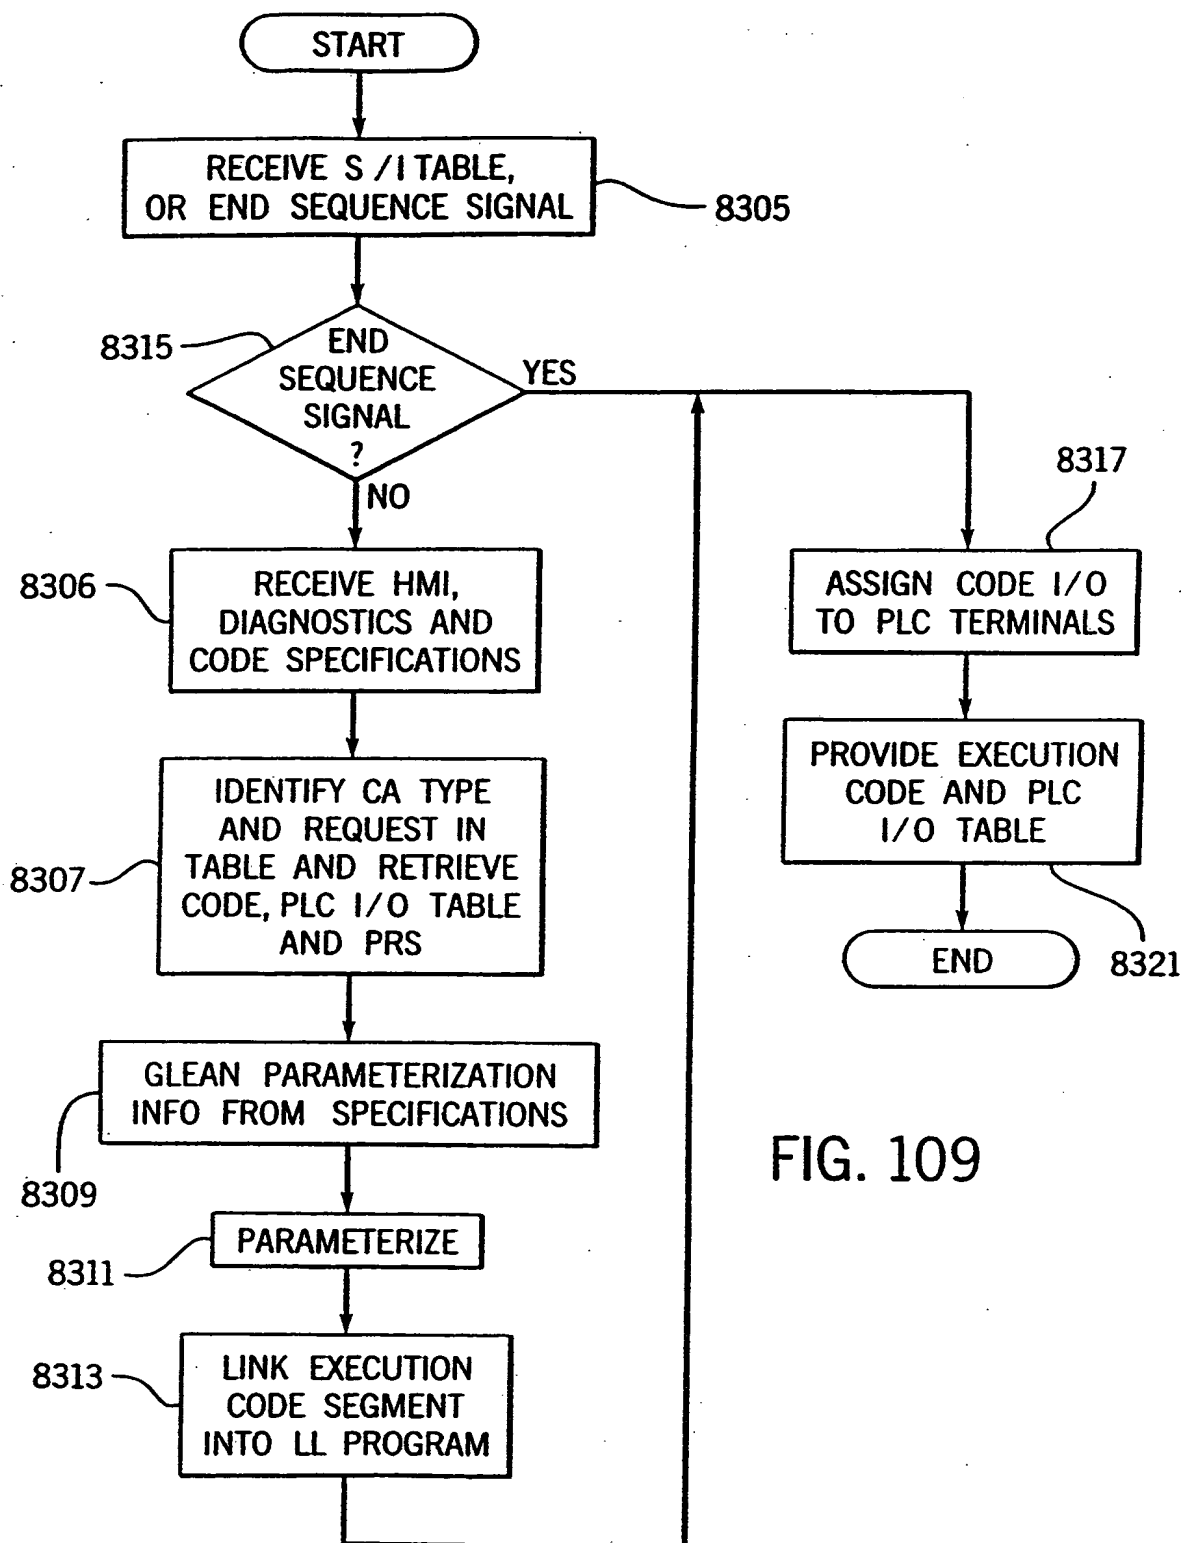 START
RECEIVE S/I TABLE,
OR END SEQUENCE SIGNAL
8305
8315
END
SEQUENCE
SIGNAL
?
YES
NO
8306
RECEIVE HMI,
DIAGNOSTICS AND
CODE SPECIFICATIONS
8307
IDENTIFY CA TYPE
AND REQUEST IN
TABLE AND RETRIEVE
CODE, PLC I/O TABLE
AND PRS
GLEAN PARAMETERIZATION
INFO FROM SPECIFICATIONS
8309
PARAMETERIZE
8311
8313
LINK EXECUTION
CODE SEGMENT
INTO LL PROGRAM
8317
ASSIGN CODE I/O
TO PLC TERMINALS
PROVIDE EXECUTION
CODE AND PLC
I/O TABLE
END
8321
FIG. 109